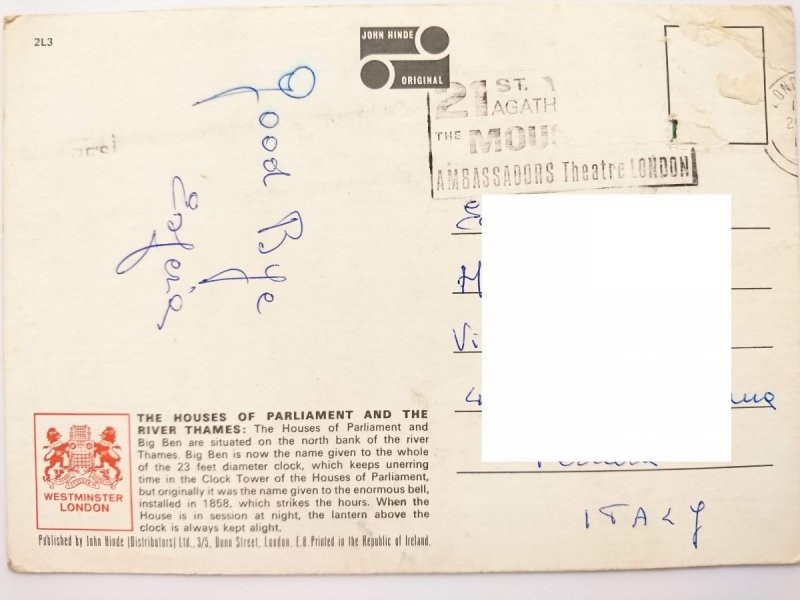 2L3
JOHN HINDE
ORIGINAL
21 ST. Y
AGATH
THE MOUS
AMBASSADORS Theatre LONDON
Good Bye
THE HOUSES OF PARLIAMENT AND THE
RIVER THAMES: The Houses of Parliament and
Big Ben are situated on the north bank of the river
Thames. Big Ben is now the name given to the whole
of the 23 feet diameter clock, which keeps unerring
time in the Clock Tower of the Houses of Parliament,
but originally it was the name given to the enormous bell,
installed in 1858, which strikes the hours. When the
House is in session at night, the lantern above the
clock is always kept alight.
WESTMINSTER
LONDON
Published by John Hinde (Distributors) Ltd., 3/5, Dunn Street, London. E.8. Printed in the Republic of Ireland.
Vi
ITALY